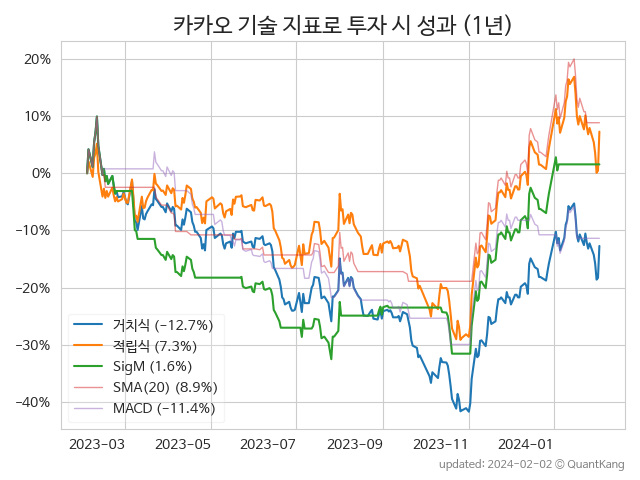 카카오 기술 지표로 투자 시 성과 (1년)
20%
10%
0%
−10%
−20%
−30%
−40%
거치식 (−12.7%)
적립식 (7.3%)
SigM (1.6%)
SMA(20) (8.9%)
MACD (−11.4%)
2023-03 2023-05 2023-07 2023-09 2023-11 2024-01
updated: 2024-02-02 © QuantKang